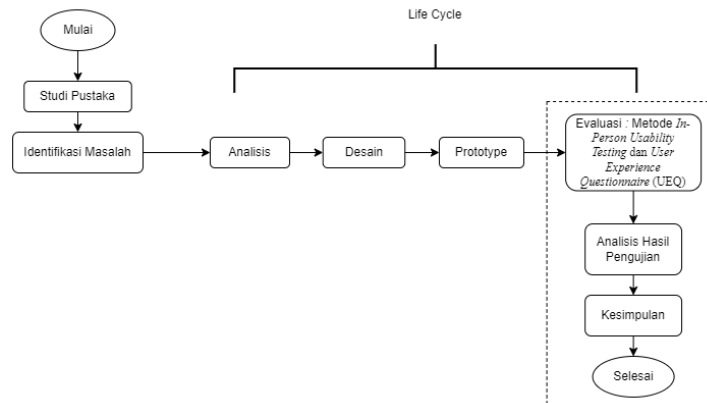 Life Cycle
Mulai
Studi Pustaka
Identifikasi Masalah
Analisis
Desain
Prototype
Evaluasi : Metode In-
Person Usability
Testing dan User
Experience
Questionnaire (UEQ)
Analisis Hasil
Pengujian
Kesimpulan
Selesai